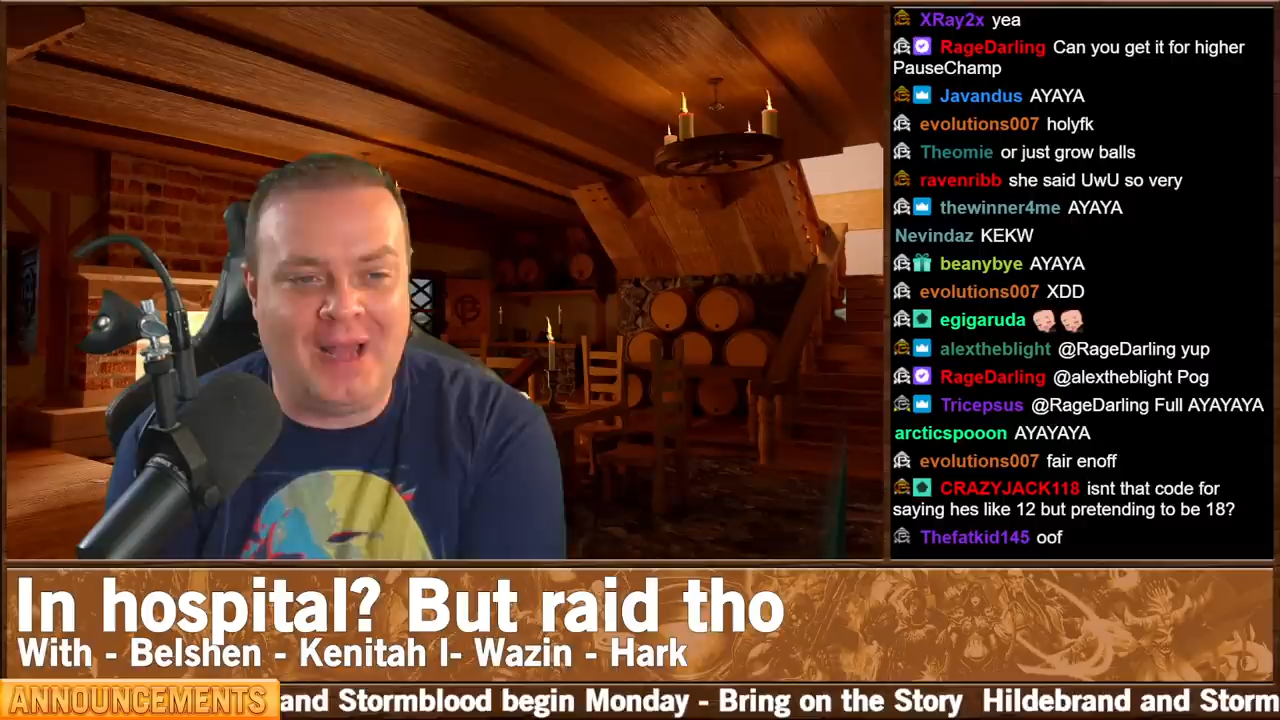 XRay2x yea
RageDarling Can you get it for higher
PauseChamp
Javandus AYAYA
evolutions007 holyfk
Theomie or just grow balls
ravenribb she said UwU so very
thewinner4me AYAYA
Nevindaz KEKW
beanybye AYAYA
evolutions007 XDD
egigaruda
alextheblight @RageDarling yup
RageDarling @alextheblight Pog
Tricepsus @RageDarling Full AYAYAYA
arcticspooon AYAYAYA
evolutions007 fair enoff
CRAZYJACK118 isnt that code for
saying hes like 12 but pretending to be 18?
Thefatkid145 oof
In hospital? But raid tho
With - Belshen - Kenitah I- Wazin - Hark
ANNOUNCEMENTS and Stormblood begin Monday - Bring on the Story Hildebrand and Storm